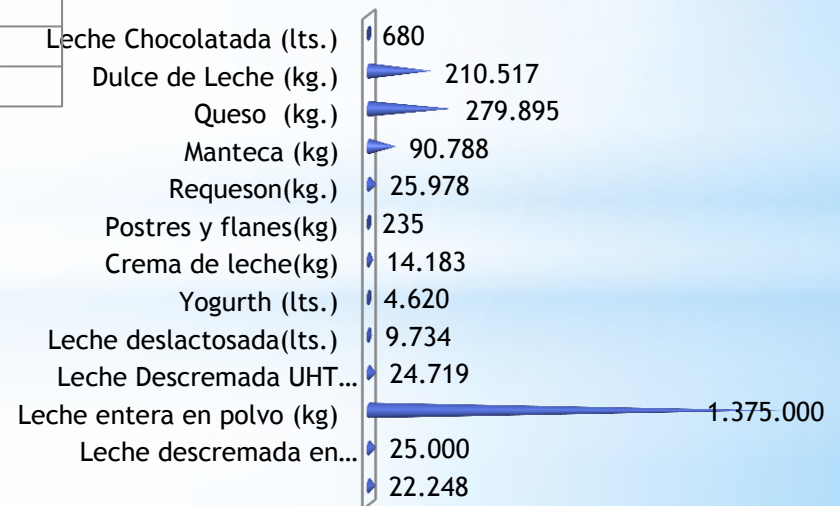 Leche Chocolatada (lts.) 680
Dulce de Leche (kg.) 210.517
Queso (kg.) 279.895
Manteca (kg) 90.788
Requeson(kg.) 25.978
Postres y flanes(kg) 235
Crema de leche(kg) 14.183
Yogurth (lts.) 4.620
Leche deslactosada(lts.) 9.734
Leche Descremada UHT… 24.719
Leche entera en polvo (kg) 1.375.000
Leche descremada en… 25.000
22.248